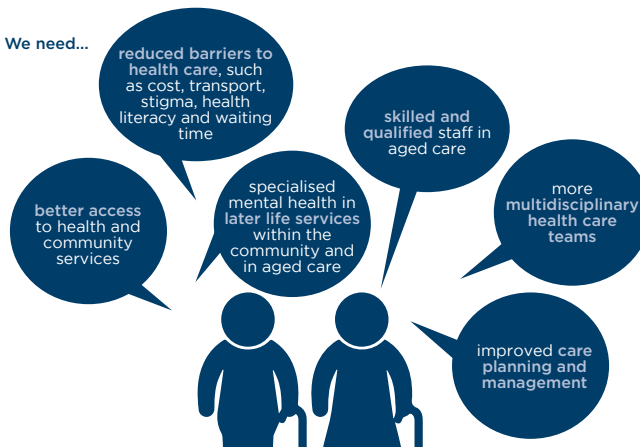 We need...
reduced barriers to
health care, such
as cost, transport,
stigma, health
literacy and waiting
time
skilled and
qualified staff in
aged care
better access
to health and
community
services
specialised
mental health in
later life services
within the
community and
in aged care
more
multidisciplinary
health care
teams
improved care
planning and
management